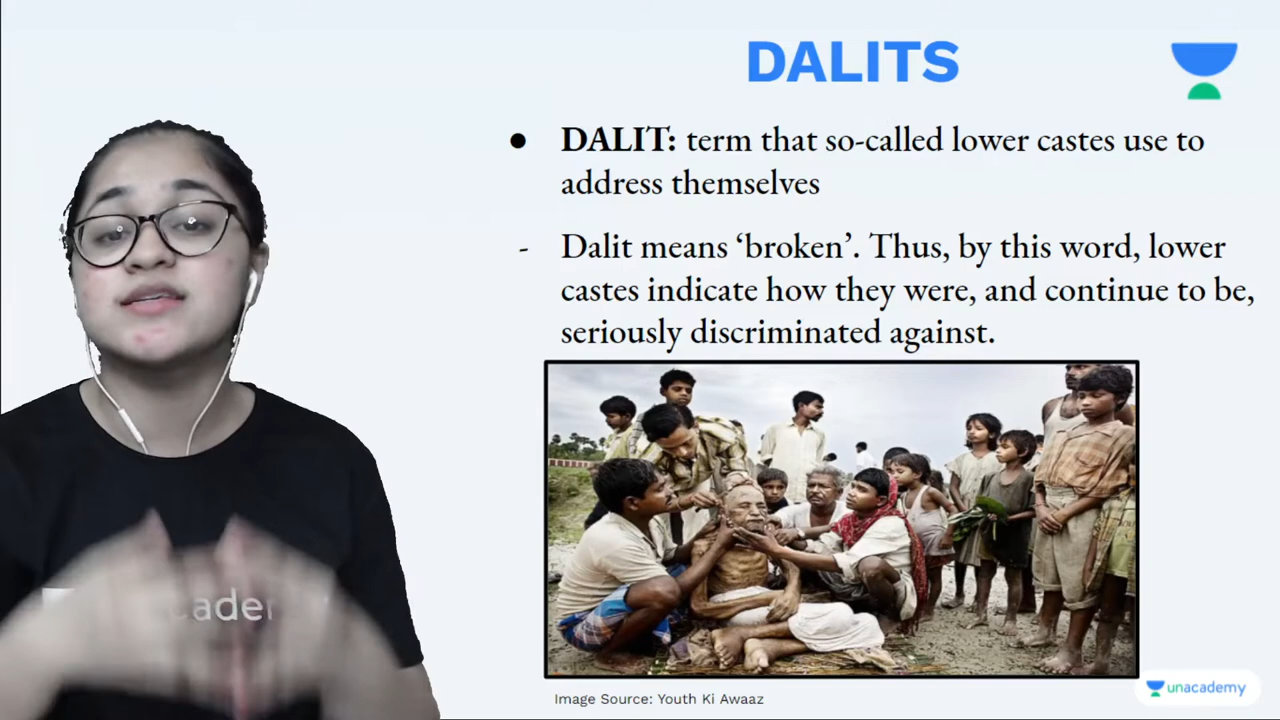 DALITS
● DALIT: term that so-called lower castes use to
address themselves
- Dalit means ‘broken’. Thus, by this word, lower
castes indicate how they were, and continue to be,
seriously discriminated against.
Image Source: Youth Ki Awaaz
unacademy